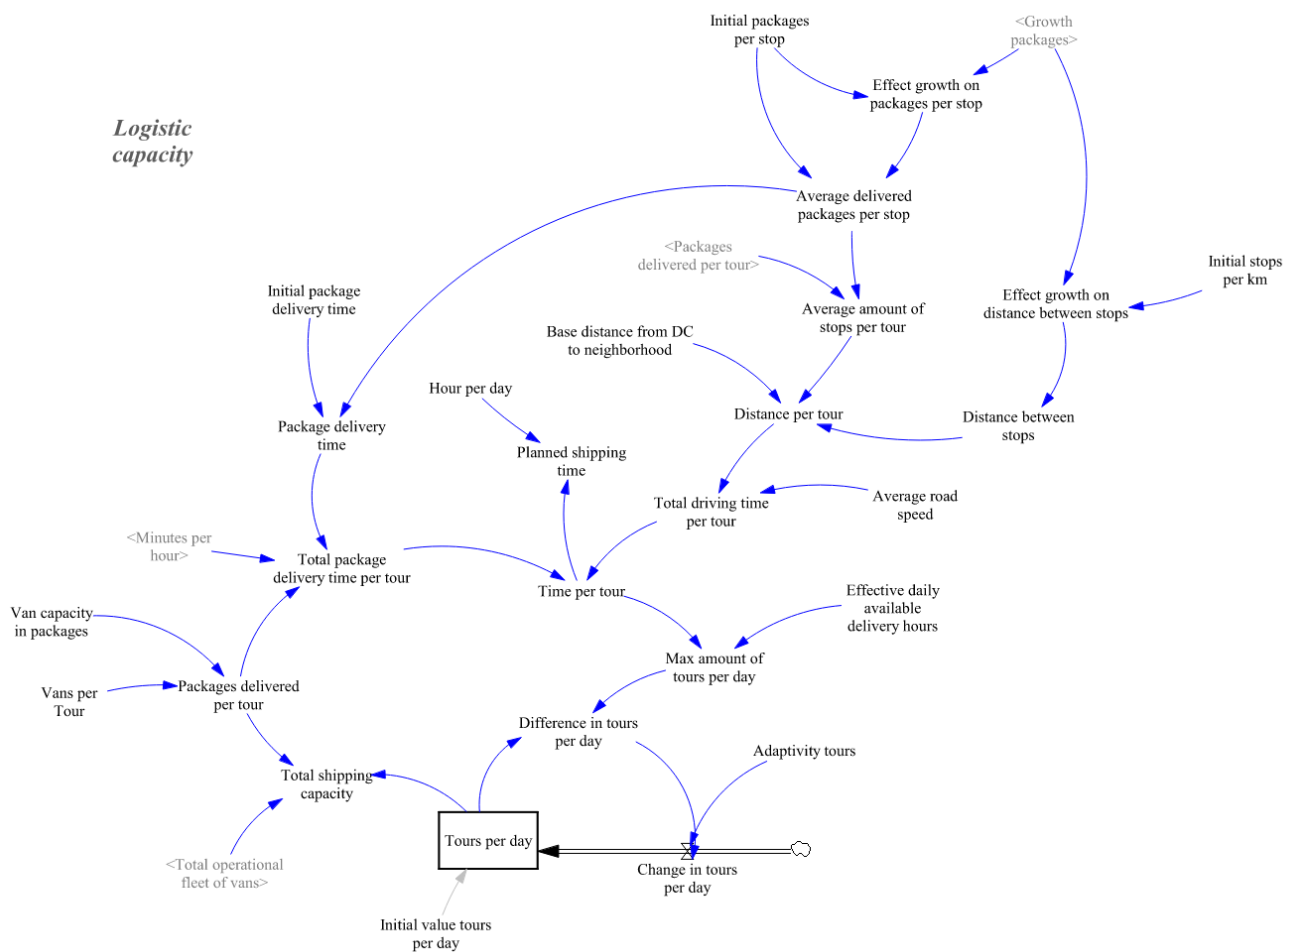 Initial packages
per stop
<Growth
packages>
Effect growth on
packages per stop
Logistic
capacity
Average delivered
packages per stop
<Packages
delivered per tour>
Initial stops
per km
Initial package
delivery time
Effect growth on
distance between stops
Average amount of
stops per tour
Base distance from DC
to neighborhood
Hour per day
Distance per tour
Distance between
stops
Package delivery
time
Planned shipping
time
Total driving time
per tour
Average road
speed
<Minutes per
hour>
Total package
delivery time per tour
Time per tour
Effective daily
available
delivery hours
Van capacity
in packages
Max amount of
tours per day
Vans per
Tour
Packages delivered
per tour
Difference in tours
per day
Adaptivity tours
Total shipping
capacity
Tours per day
<Total operational
fleet of vans>
Change in tours
per day
Initial value tours
per day